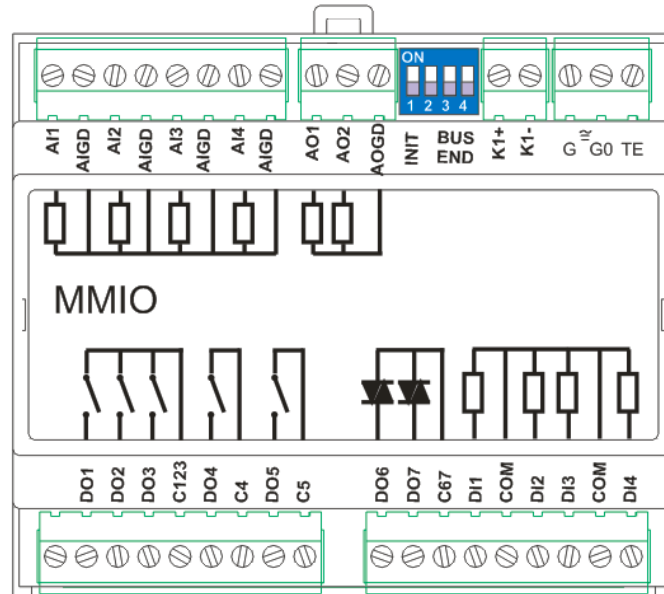 ON
1 2 3 4
AI1 AIGD AI2 AIGD AI3 AIGD AI4 AIGD AO1 AO2 AOGD INIT BUS END K1+ K1- G ≂ G0 TE
MMIO
DO1 DO2 DO3 C123 DO4 C4 DO5 C5 DO6 DO7 C67 DI1 COM DI2 DI3 COM DI4